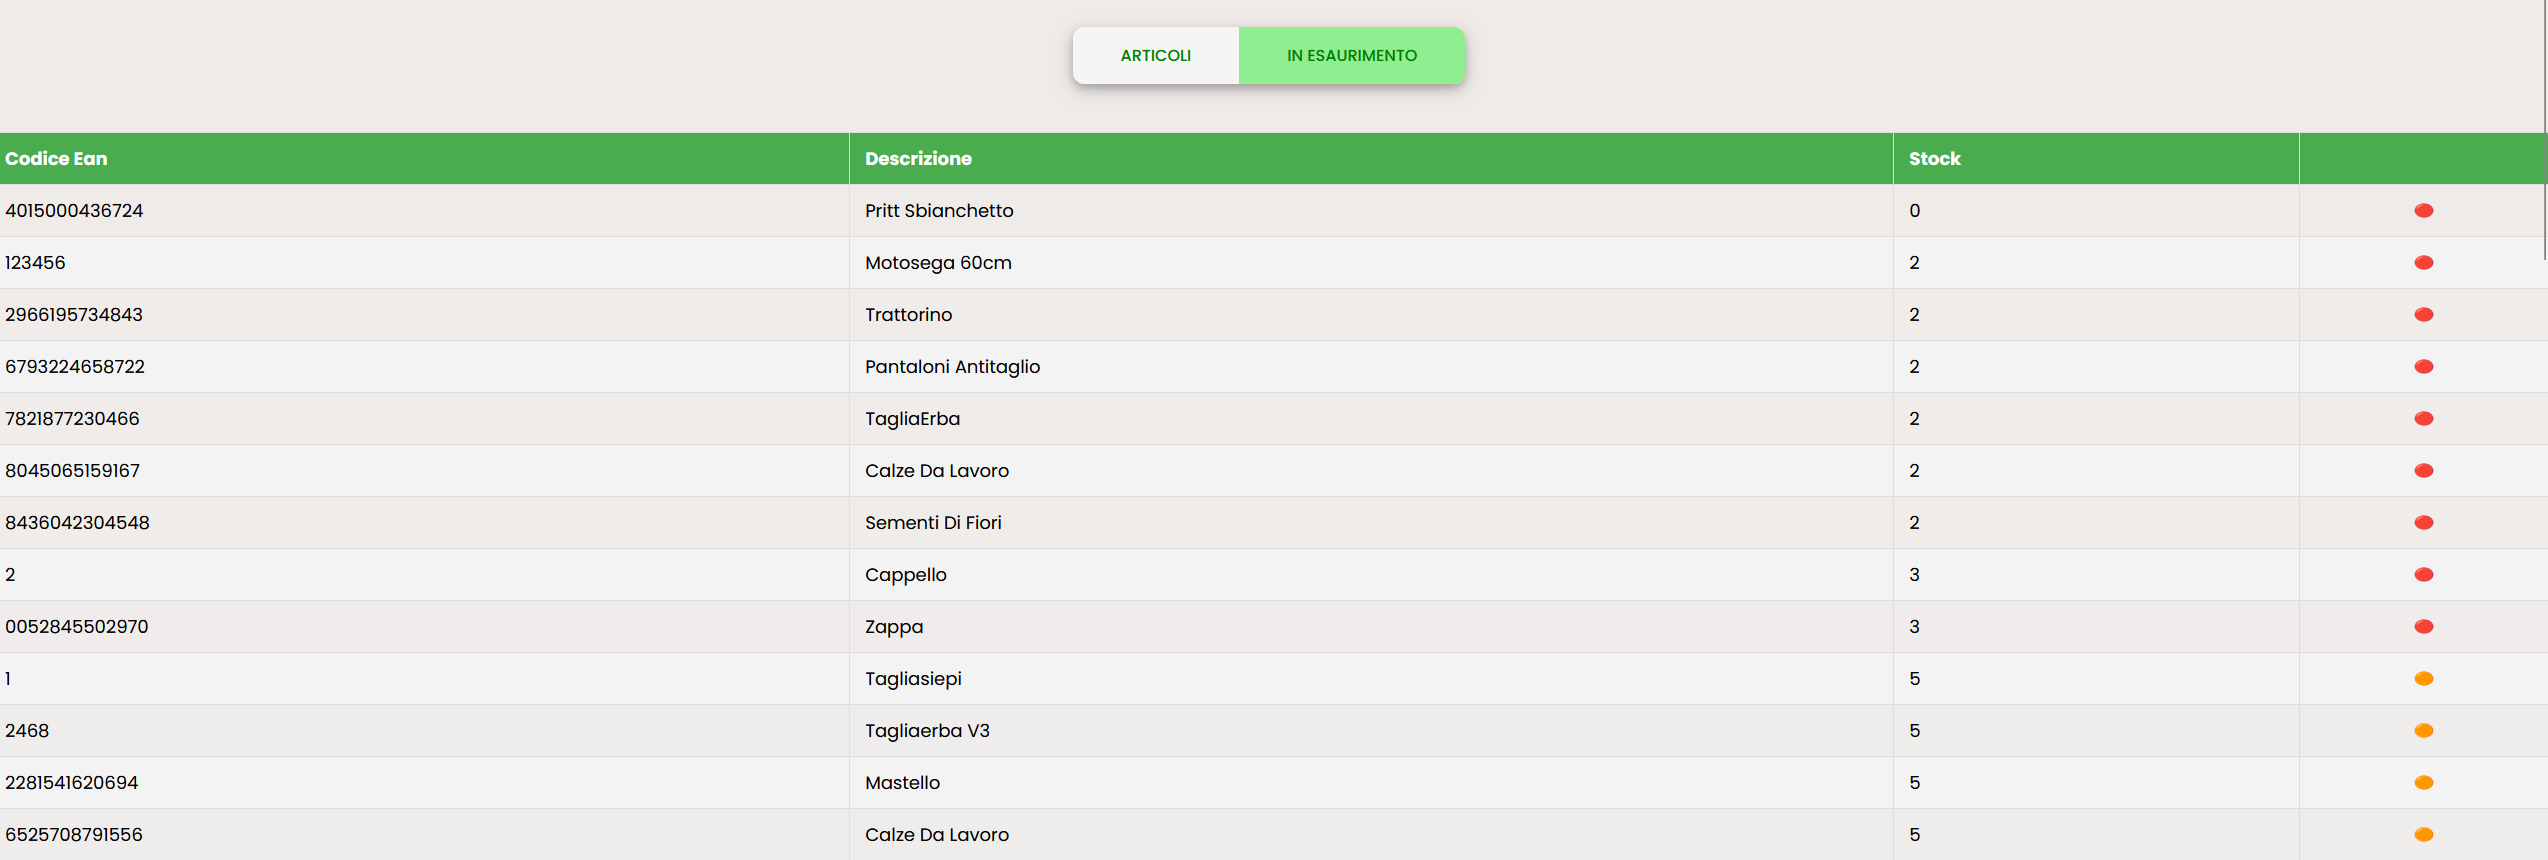 ARTICOLI IN ESAURIMENTO
Codice Ean Descrizione Stock
4015000436724 Pritt Sbianchetto 0
123456 Motosega 60cm 2
2966195734843 Trattorino 2
6793224658722 Pantaloni Antitaglio 2
7821877230466 TagliaErba 2
8045065159167 Calze Da Lavoro 2
8436042304548 Sementi Di Fiori 2
2 Cappello 3
0052845502970 Zappa 3
1 Tagliasiepi 5
2468 Tagliaerba V3 5
2281541620694 Mastello 5
6525708791556 Calze Da Lavoro 5